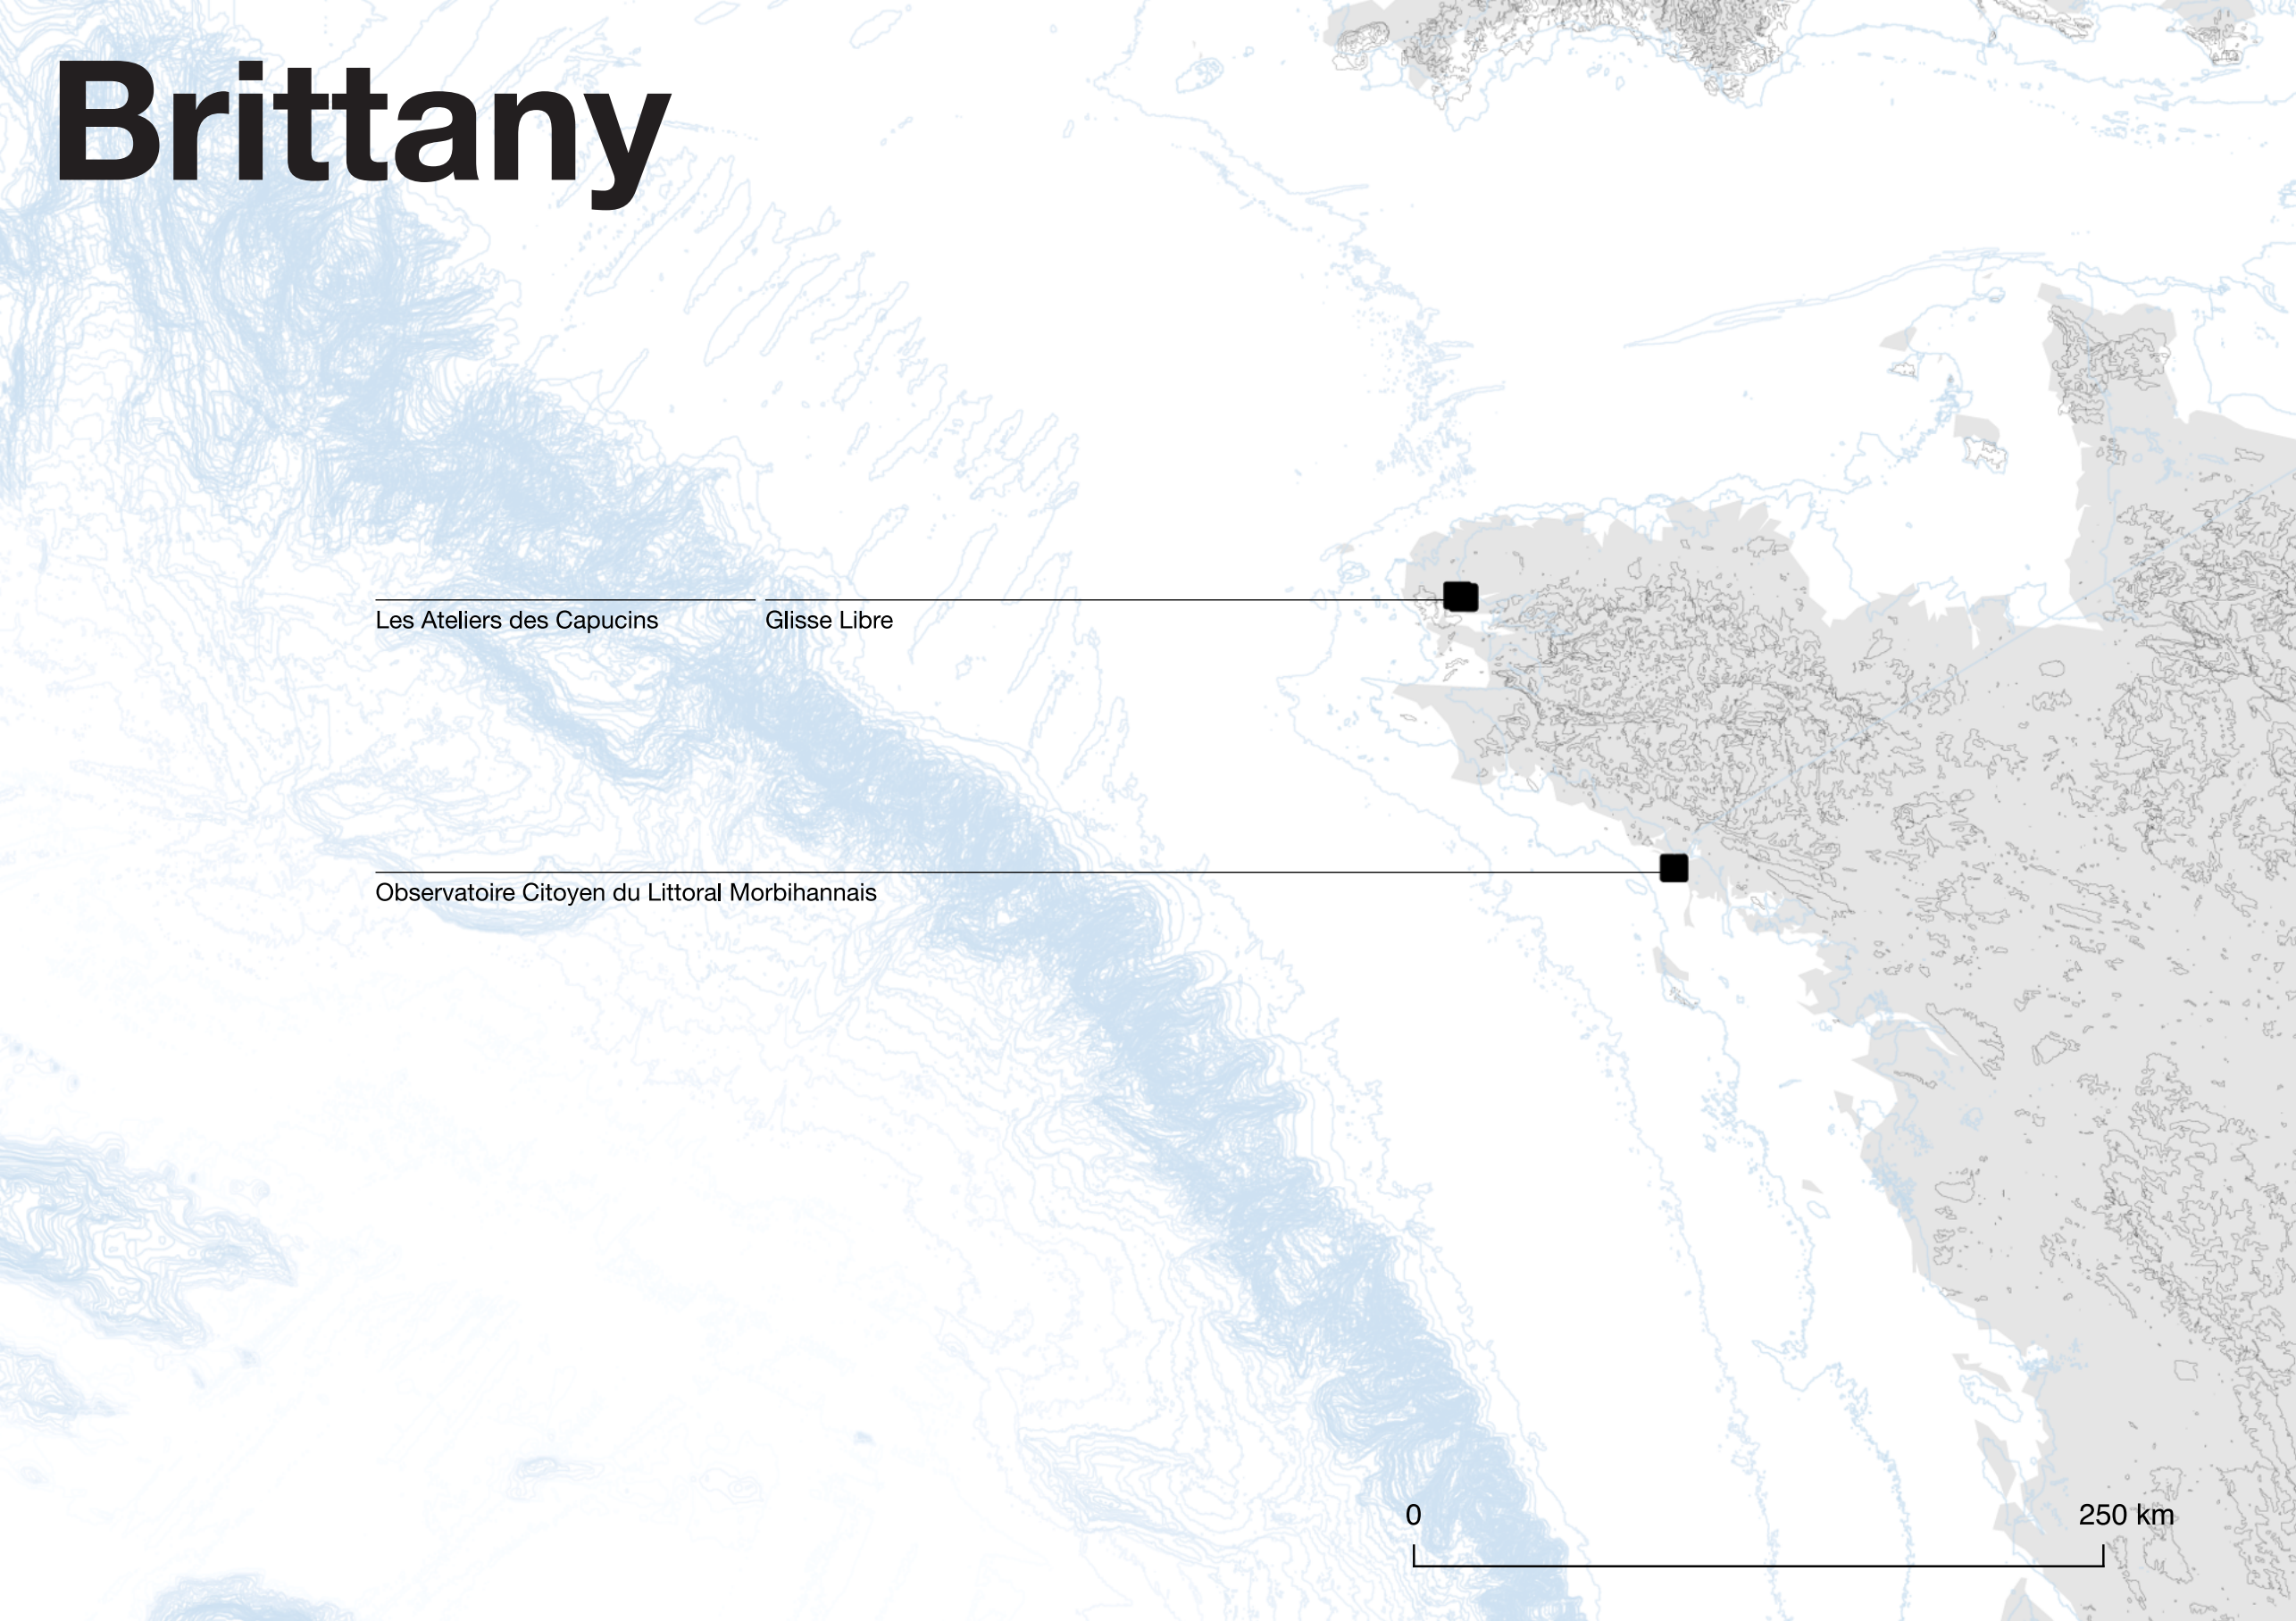 Brittany
Les Ateliers des Capucins
Glisse Libre
Observatoire Citoyen du Littoral Morbihannais
0
250 km